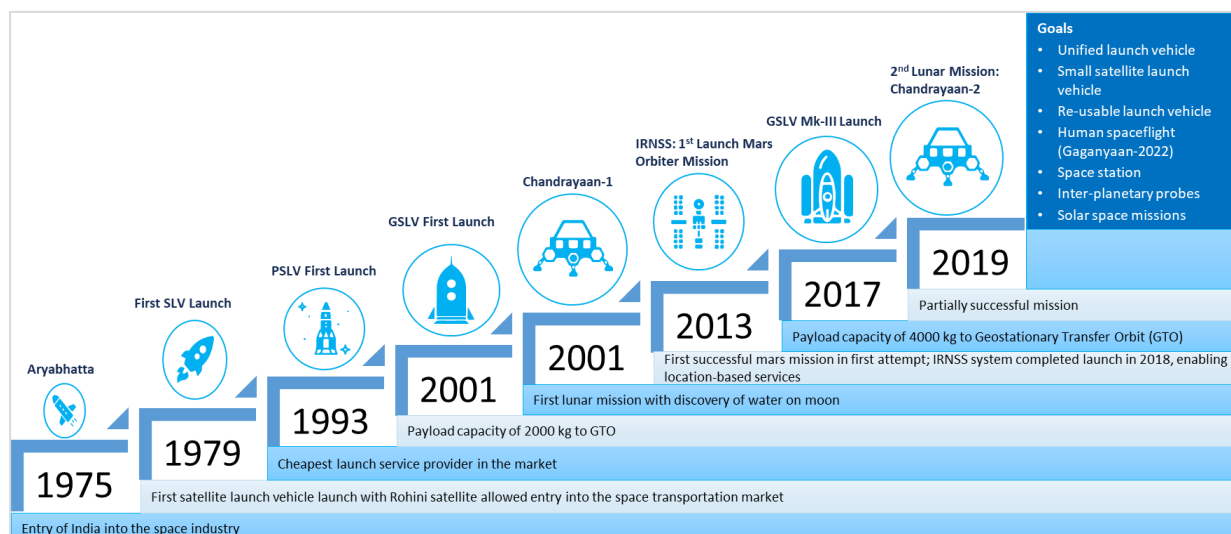 Aryabhatta
1975
Entry of India into the space industry
First SLV Launch
1979
First satellite launch vehicle launch with Rohini satellite allowed entry into the space transportation market
PSLV First Launch
1993
Cheapest launch service provider in the market
GSLV First Launch
2001
Payload capacity of 2000 kg to GTO
Chandrayaan-1
2001
First lunar mission with discovery of water on moon
IRNSS: 1st Launch Mars
Orbiter Mission
2013
First successful mars mission in first attempt; IRNSS system completed launch in 2018, enabling
location-based services
GSLV Mk-III Launch
2017
Payload capacity of 4000 kg to Geostationary Transfer Orbit (GTO)
2nd Lunar Mission:
Chandrayaan-2
2019
Partially successful mission
Goals
• Unified launch vehicle
• Small satellite launch
vehicle
• Re-usable launch vehicle
• Human spaceflight
(Gaganyaan-2022)
• Space station
• Inter-planetary probes
• Solar space missions